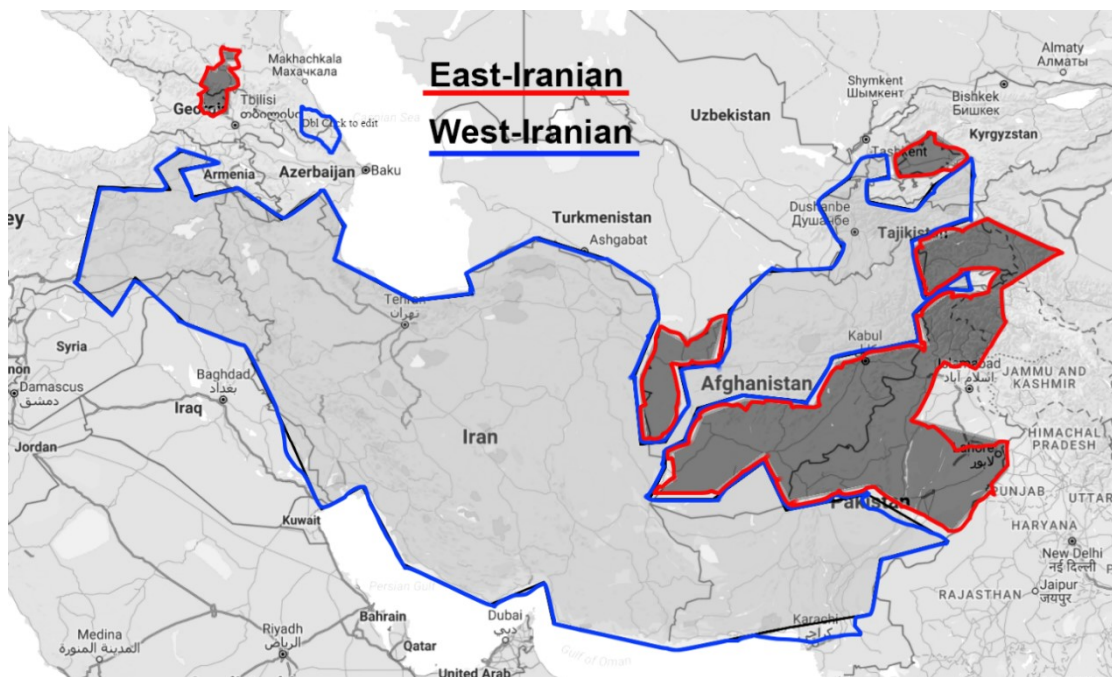 East-Iranian
West-Iranian
Makhachkala
Махачкала
Tbilisi
თბილისი
Dbl Click to edit
Armenia
Azerbaijan
Baku
Uzbekistan
Shymkent
Шымкент
Almaty
Алматы
Bishkek
Бишкек
Kyrgyzstan
Tashkent
Turkmenistan
Ashgabat
Dushanbe
Душанбе
Tajikistan
Tehran
تهران
Syria
Damascus
دمشق
Baghdad
بغداد
Iraq
Jordan
Iran
Afghanistan
Kabul
کابل
Islamabad
اسلام آباد
JAMMU AND
KASHMIR
HIMACHAL
PRADESH
لاہور
Pakistan
PUNJAB
UTTAR
HARYANA
New Delhi
नई दिल्ली
Jaipur
जयपुर
RAJASTHAN
Kuwait
Persian Gulf
Bahrain
Qatar
Dubai
دبي
United Arab
Gulf of Oman
Karachi
کراچی
Medina
المدينة المنورة
Riyadh
الرياض